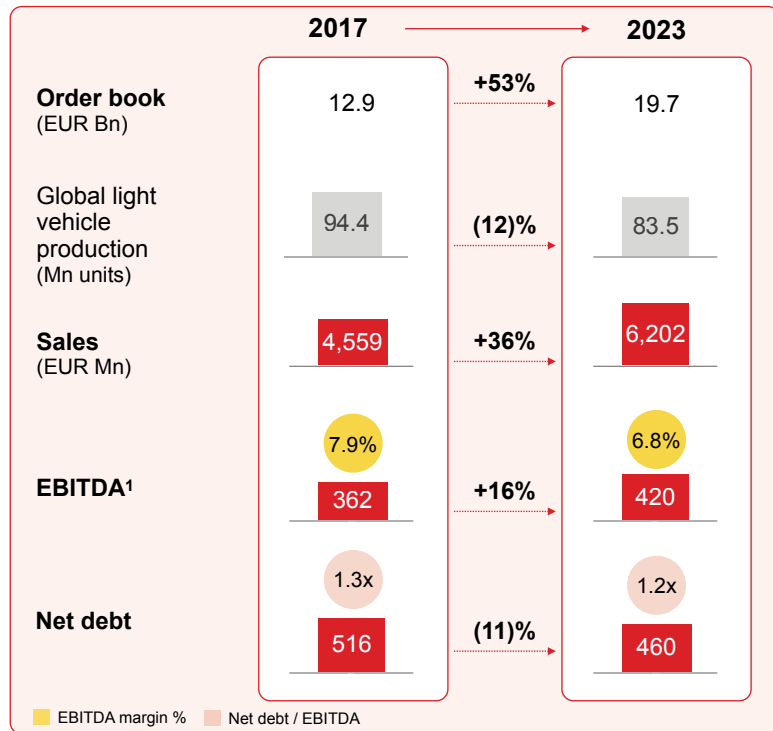 2017 2023
Order book
(EUR Bn)
12.9 +53% 19.7
Global light
vehicle
production
(Mn units)
94.4 (12)% 83.5
Sales
(EUR Mn)
4,559 +36% 6,202
7.9% 6.8%
EBITDA¹
362 +16% 420
1.3x 1.2x
Net debt
516 (11)% 460
EBITDA margin % Net debt / EBITDA